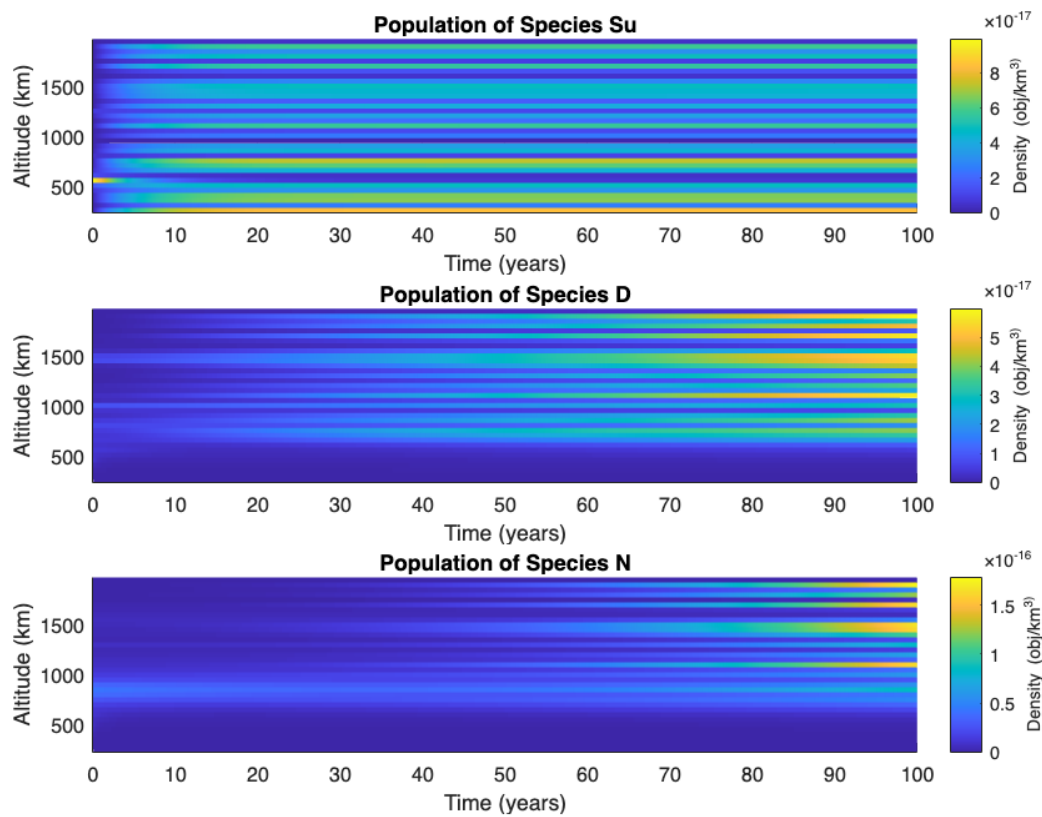 Population of Species Su
×10-17
Altitude (km)
1500
1000
500
0 10 20 30 40 50 60 70 80 90 100
Time (years)
8
6
4
2
0
Density (obj/km3)
Population of Species D
×10-17
Altitude (km)
1500
1000
500
0 10 20 30 40 50 60 70 80 90 100
Time (years)
5
4
3
2
1
0
Density (obj/km3)
Population of Species N
×10-16
Altitude (km)
1500
1000
500
0 10 20 30 40 50 60 70 80 90 100
Time (years)
1.5
1
0.5
0
Density (obj/km3)